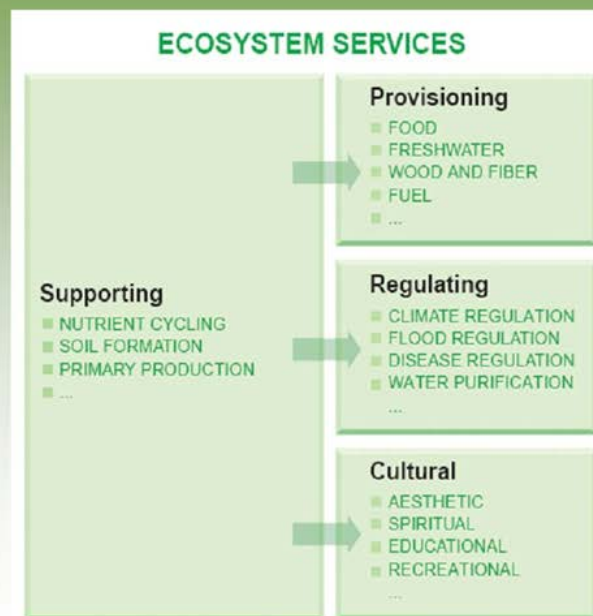 ECOSYSTEM SERVICES
Supporting
NUTRIENT CYCLING
SOIL FORMATION
PRIMARY PRODUCTION
...
Provisioning
FOOD
FRESHWATER
WOOD AND FIBER
FUEL
...
Regulating
CLIMATE REGULATION
FLOOD REGULATION
DISEASE REGULATION
WATER PURIFICATION
...
Cultural
AESTHETIC
SPIRITUAL
EDUCATIONAL
RECREATIONAL
...